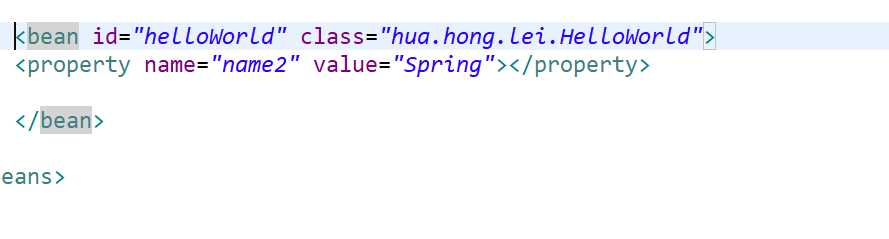 <bean id="helloWorld" class="hua.hong.lei.HelloWorld">
<property name="name2" value="Spring"></property>
</bean>
eans>